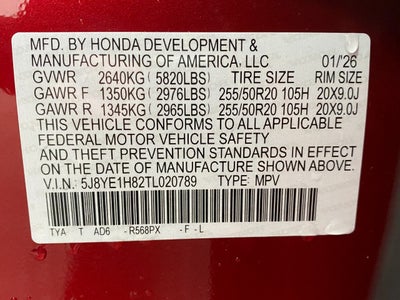 MFD. BY HONDA DEVELOPMENT &
MANUFACTURING OF AMERICA, LLC 01/'26
GVWR 2640KG (5820LBS) TIRE SIZE RIM SIZE
GAWR F 1350KG (2976LBS) 255/50R20 105H 20X9.0J
GAWR R 1345KG (2965LBS) 255/50R20 105H 20X9.0J
THIS VEHICLE CONFORMS TO ALL APPLICABLE
FEDERAL MOTOR VEHICLE SAFETY
AND THEFT PREVENTION STANDARDS IN EFFECT ON THE
DATE OF MANUFACTURE SHOWN ABOVE.
V.I.N.: 5J8YE1H82TL020789 TYPE: MPV
TYA T AD6 - R568PX - F - L